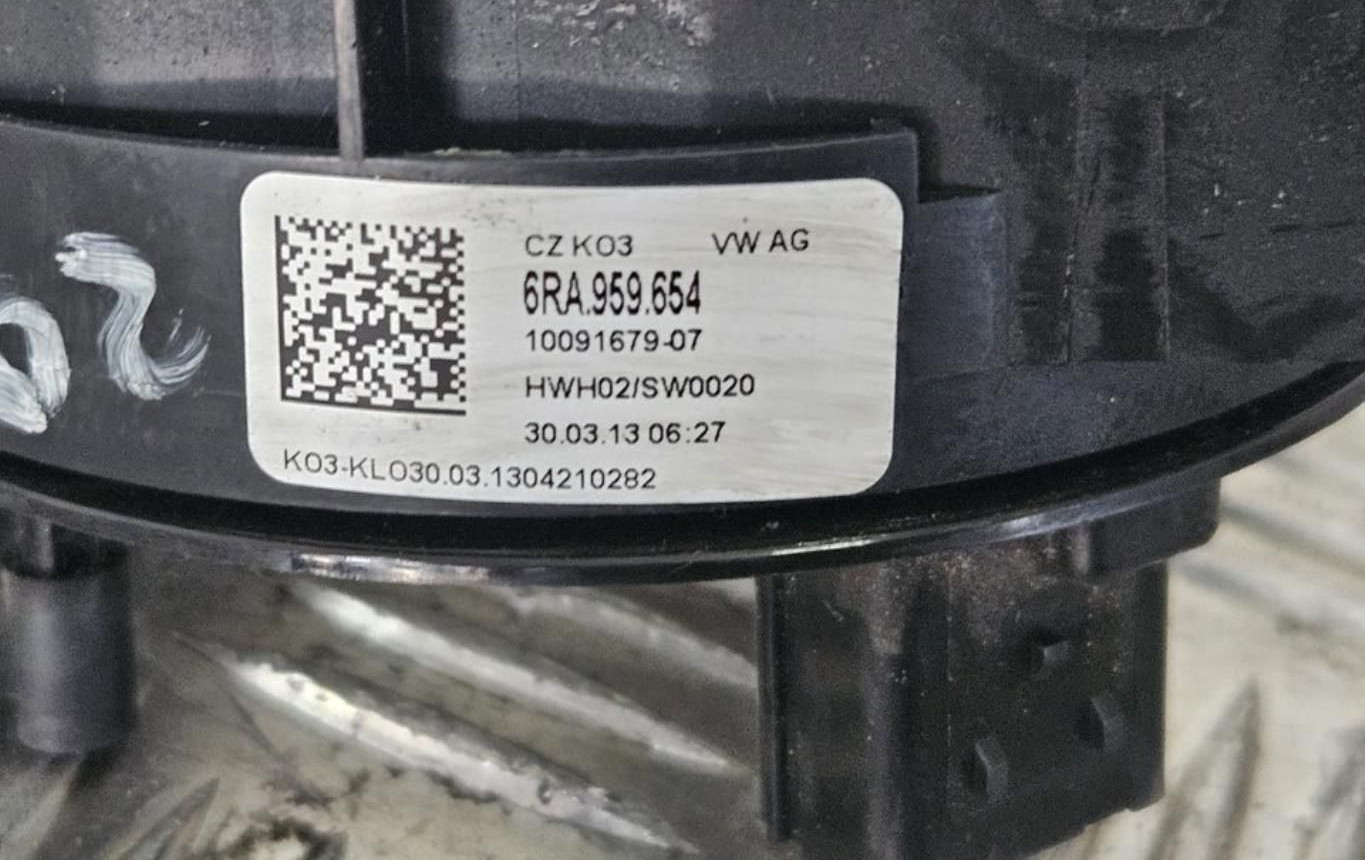 CZ KO3 VW AG
6RA.959.654
10091679-07
HWH02/SW0020
30.03.13 06:27
KO3-KLO30.03.1304210282